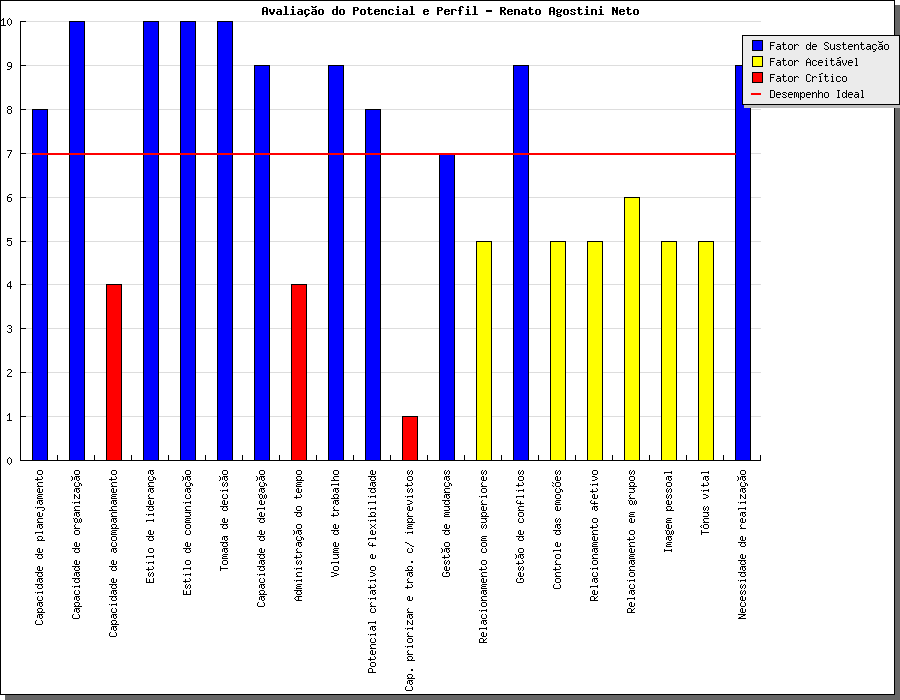 Avaliação do Potencial e Perfil - Renato Agostini Neto
Fator de Sustentação
Fator Aceitável
Fator Crítico
Desempenho Ideal
10
9
8
7
6
5
4
3
2
1
0
Capacidade de planejamento
Capacidade de organização
Capacidade de acompanhamento
Estilo de liderança
Estilo de comunicação
Tomada de decisão
Capacidade de delegação
Administração do tempo
Volume de trabalho
Potencial criativo e flexibilidade
Cap. priorizar e trab. c/ imprevistos
Gestão de mudanças
Relacionamento com superiores
Gestão de conflitos
Controle das emoções
Relacionamento afetivo
Relacionamento em grupos
Imagem pessoal
Tônus vital
Necessidade de realização